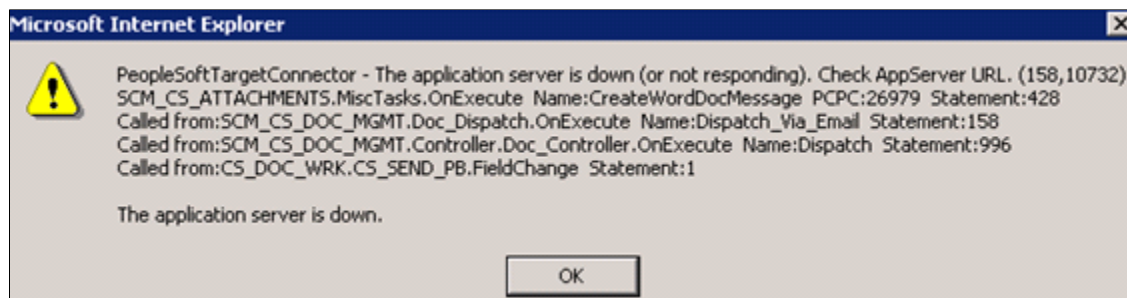 Microsoft Internet Explorer
PeopleSoftTargetConnector - The application server is down (or not responding). Check AppServer URL. (158,10732)
SCM_CS_ATTACHMENTS.MiscTasks.OnExecute Name:CreateWordDocMessage PCPC:26979 Statement:428
Called from:SCM_CS_DOC_MGMT.Doc_Dispatch.OnExecute Name:Dispatch_Via_Email Statement:158
Called from:SCM_CS_DOC_MGMT.Controller.Doc_Controller.OnExecute Name:Dispatch Statement:996
Called from:CS_DOC_WRK.CS_SEND_PB.FieldChange Statement:1
The application server is down.
OK